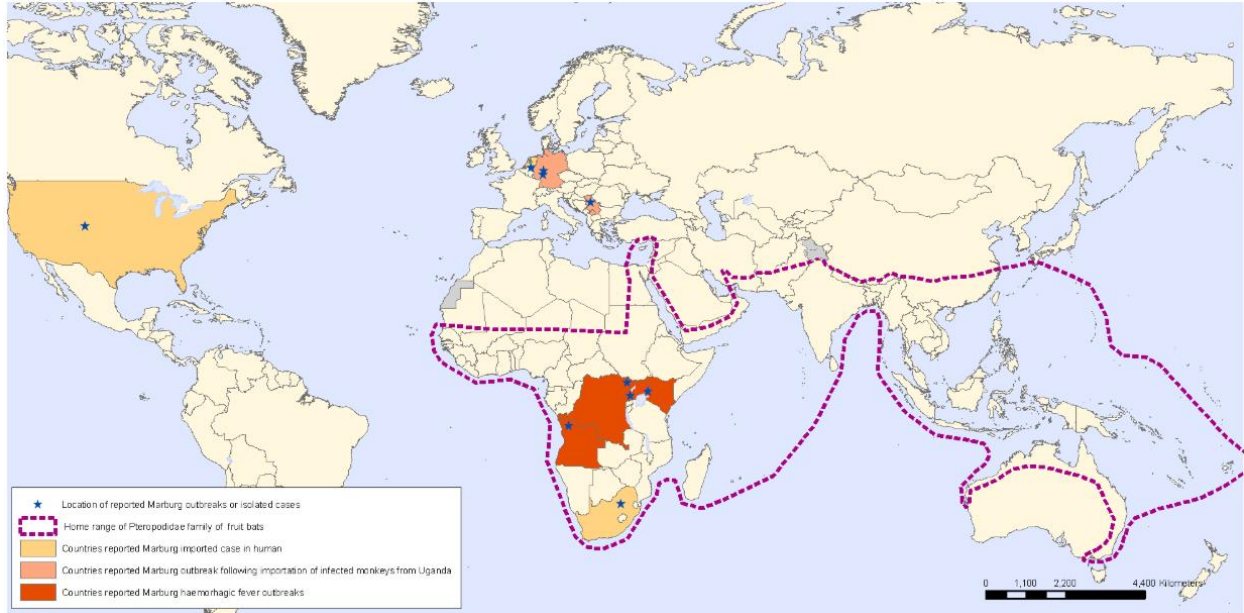 Location of reported Marburg outbreaks or isolated cases
Home range of Pteropodidae family of fruit bats
Countries reported Marburg imported case in human
Countries reported Marburg outbreak following importation of infected monkeys from Uganda
Countries reported Marburg haemorhagic fever outbreaks
0 1,100 2,200 4,400 Kilometers